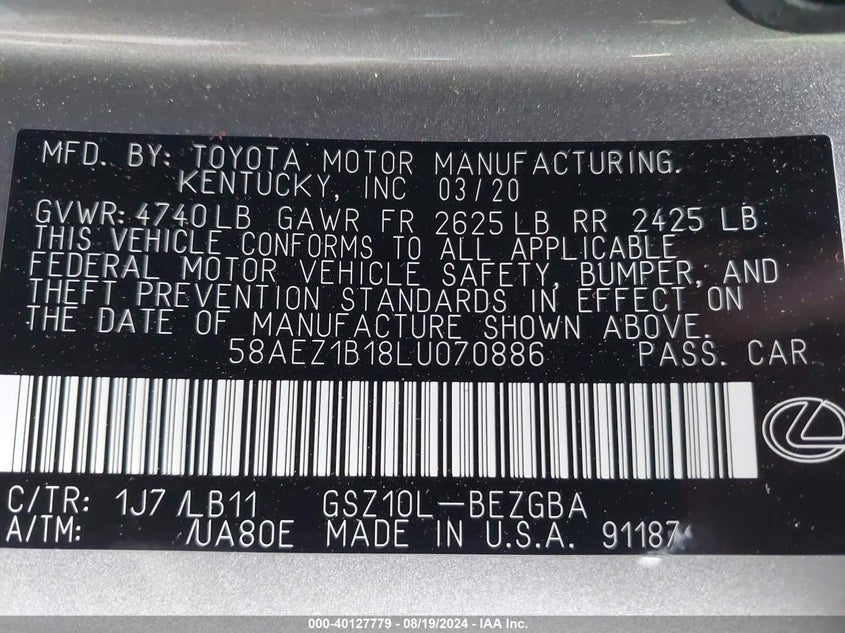 MFD. BY: TOYOTA MOTOR MANUFACTURING.
KENTUCKY, INC 03/20
GVWR: 4740LB GAWR FR 2625LB RR 2425 LB
THIS VEHICLE CONFORMS TO ALL APPLICABLE
FEDERAL MOTOR VEHICLE SAFETY, BUMPER, AND
THEFT PREVENTION STANDARDS IN EFFECT ON
THE DATE OF MANUFACTURE SHOWN ABOVE.
58AEZ1B18LU070886 PASS. CAR
C/TR: 1J7 /LB11 GSZ10L-BEZGBA
A/TM: /UA80E MADE IN U.S.A. 91187
000-40127779 - 08/19/2024 - IAA Inc.